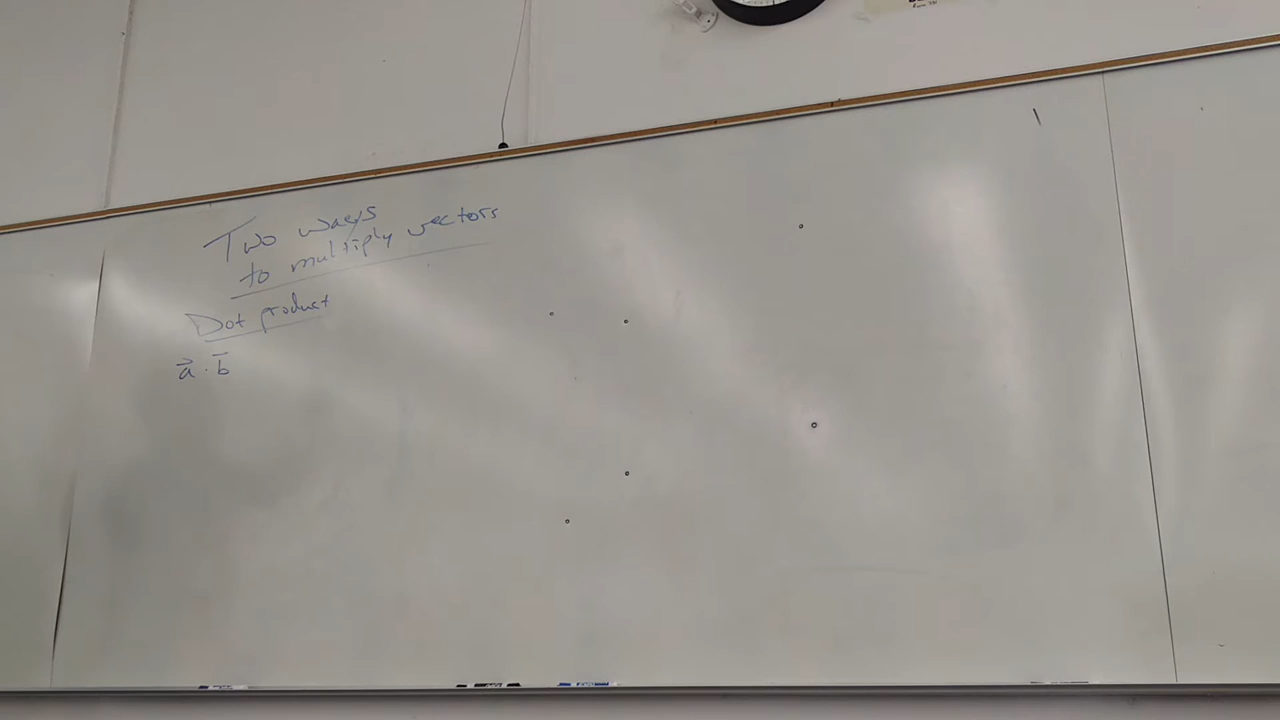 Two ways
to multiply vectors
Dot product
a⃗ · b⃗